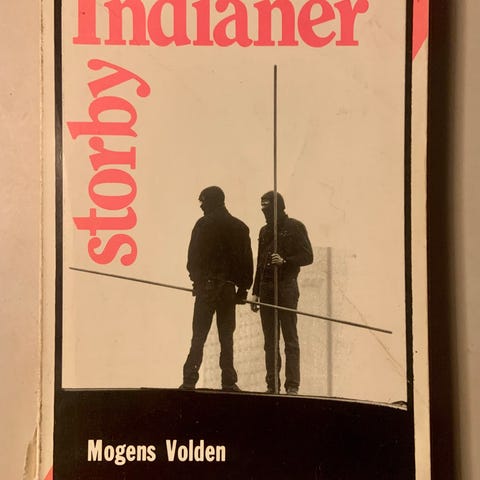 Indianer
storby
Mogens Volden